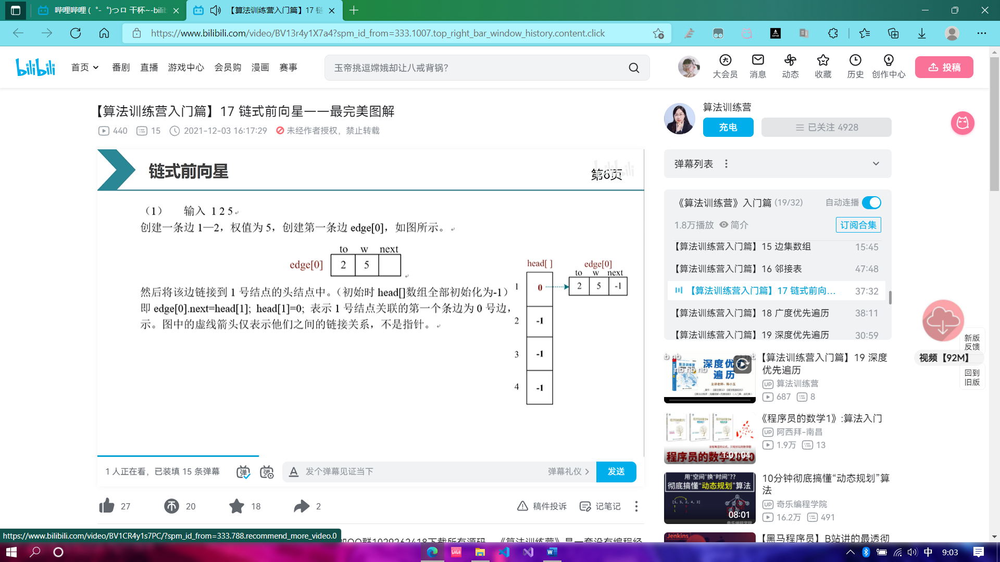 哔哩哔哩 (゜-゜)つロ 干杯~-bilib
【算法训练营入门篇】17 链
https://www.bilibili.com/video/BV13r4y1X7a4?spm_id_from=333.1007.top_right_bar_window_history.content.click
bilibili
首页
番剧
直播
游戏中心
会员购
漫画
赛事
玉帝挑逗嫦娥却让八戒背锅?
大会员
消息
动态
收藏
历史
创作中心
投稿
【算法训练营入门篇】17 链式前向星——最完美图解
440
15
2021-12-03 16:17:29
未经作者授权，禁止转载
算法训练营
充电
已关注 4928
链式前向星
第6页
bilibili
（1） 输入 1 2 5
创建一条边 1—2，权值为 5，创建第一条边 edge[0]，如图所示。
to w next
edge[0] 2 5
然后将该边链接到 1 号结点的头结点中。（初始时 head[]数组全部初始化为-1）
即 edge[0].next=head[1]; head[1]=0; 表示 1 号结点关联的第一个条边为 0 号边，
示。图中的虚线箭头仅表示他们之间的链接关系，不是指针。
head[ ]
edge[0]
to w next
1 0 2 5 -1
2 -1
3 -1
4 -1
弹幕列表
《算法训练营》入门篇 (19/32)
自动连播
1.8万播放
简介
订阅合集
【算法训练营入门篇】15 边集数组 15:45
【算法训练营入门篇】16 邻接表 47:48
【算法训练营入门篇】17 链式前向... 37:32
【算法训练营入门篇】18 广度优先遍历 38:11
【算法训练营入门篇】19 深度优先遍历 30:59
新版
反馈
视频【92M】
回到
旧版
b nb
nb nb nb
nb
深度优先
遍历
主讲老师：陈小玉
【算法训练营入门篇】19 深度
优先遍历
UP 算法训练营
687
8
程序员的数学2020
1:01:04
《程序员的数学1》:算法入门
UP 阿西拜-南昌
1.9万
13
用“空间”换“时间”??
彻底搞懂“动态规划”算法
[1, 5, 2, 4, 3]
08:01
10分钟彻底搞懂“动态规划”算
法
UP 奇乐编程学院
16.2万
491
Jenkins
【黑马程序员】B站讲的最透彻
1 人正在看，已装填 15 条弹幕
弹
弹
A
发个弹幕见证当下
弹幕礼仪
发送
27
20
18
2
稿件投诉
记笔记
加QQ群1029262418下载所有源码。《算法训练营》是一套没有编程经
https://www.bilibili.com/video/BV1CR4y1s7PC/?spm_id_from=333.788.recommend_more_video.0
中
9:03